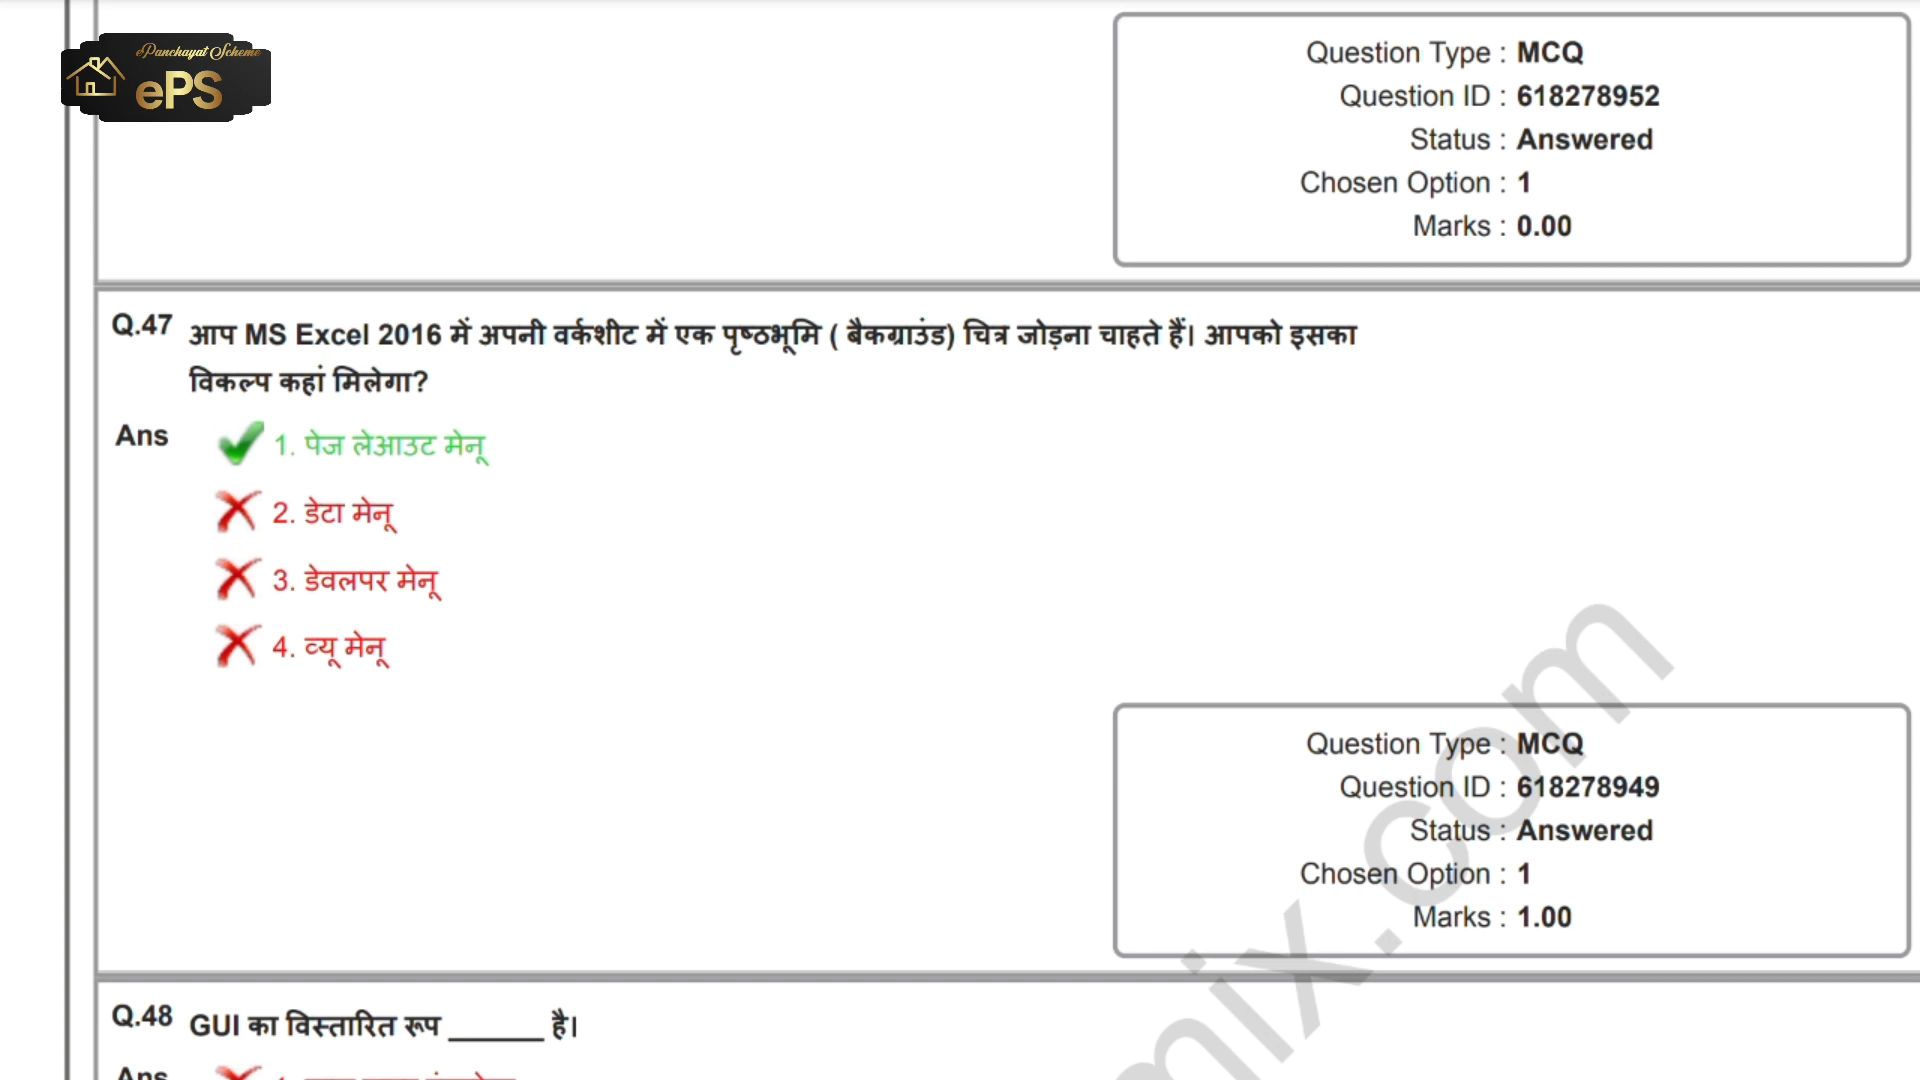 ePanchayat Scheme
ePS
Question Type : MCQ
Question ID : 618278952
Status : Answered
Chosen Option : 1
Marks : 0.00
Q.47 आप MS Excel 2016 में अपनी वर्कशीट में एक पृष्ठभूमि ( बैकग्राउंड) चित्र जोड़ना चाहते हैं। आपको इसका
विकल्प कहां मिलेगा?
Ans 1. पेज लेआउट मेनू
2. डेटा मेनू
3. डेवलपर मेनू
4. व्यू मेनू
Question Type : MCQ
Question ID : 618278949
Status : Answered
Chosen Option : 1
Marks : 1.00
mix.com
Q.48 GUI का विस्तारित रूप ______ है।
Ans